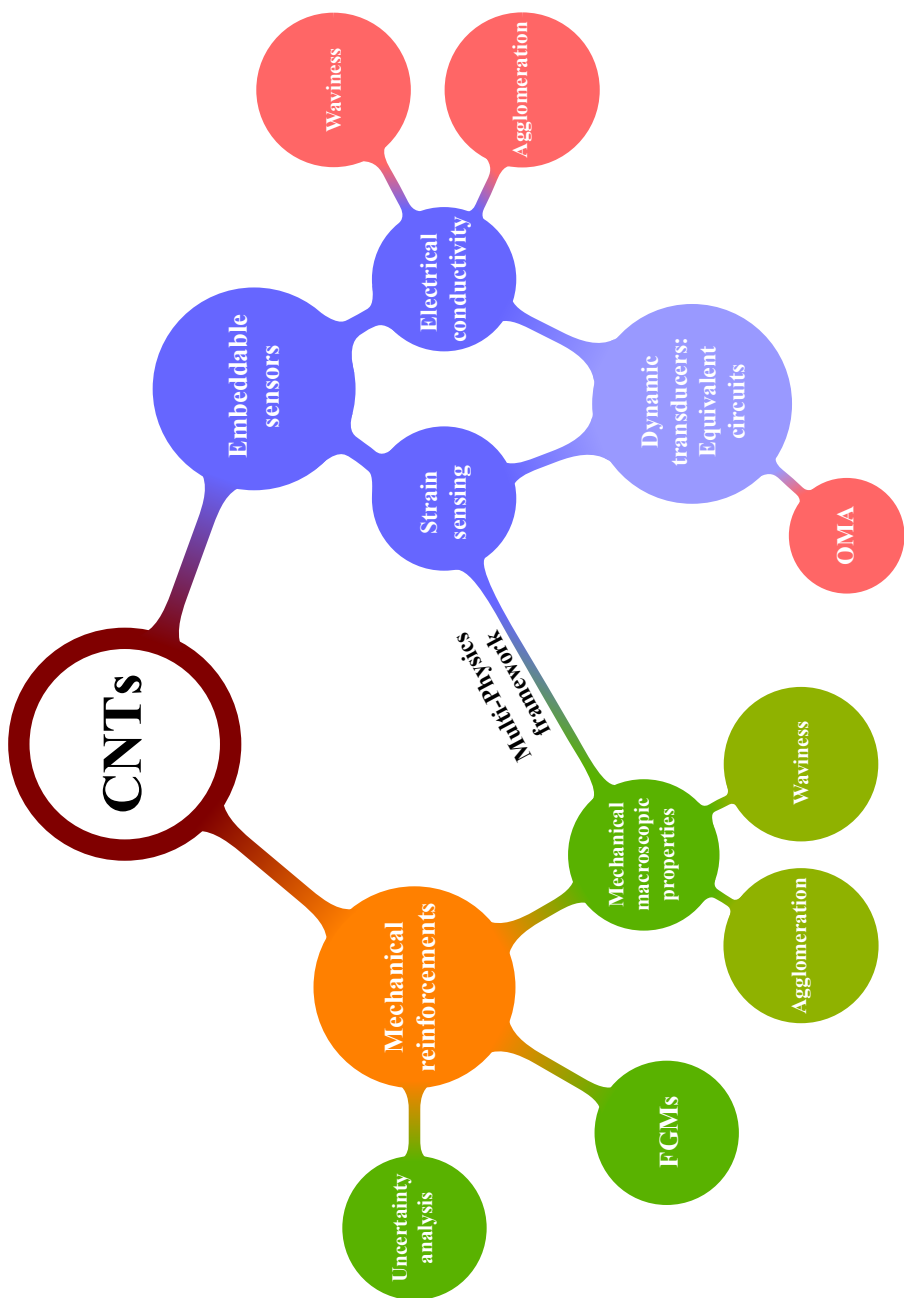 CNTs
Mechanical
reinforcements
Uncertainty
analysis
FGMs
Mechanical
macroscopic
properties
Agglomeration
Waviness
Multi-Physics
framework
Embeddable
sensors
Strain
sensing
Electrical
conductivity
Waviness
Agglomeration
Dynamic
transducers:
Equivalent
circuits
OMA